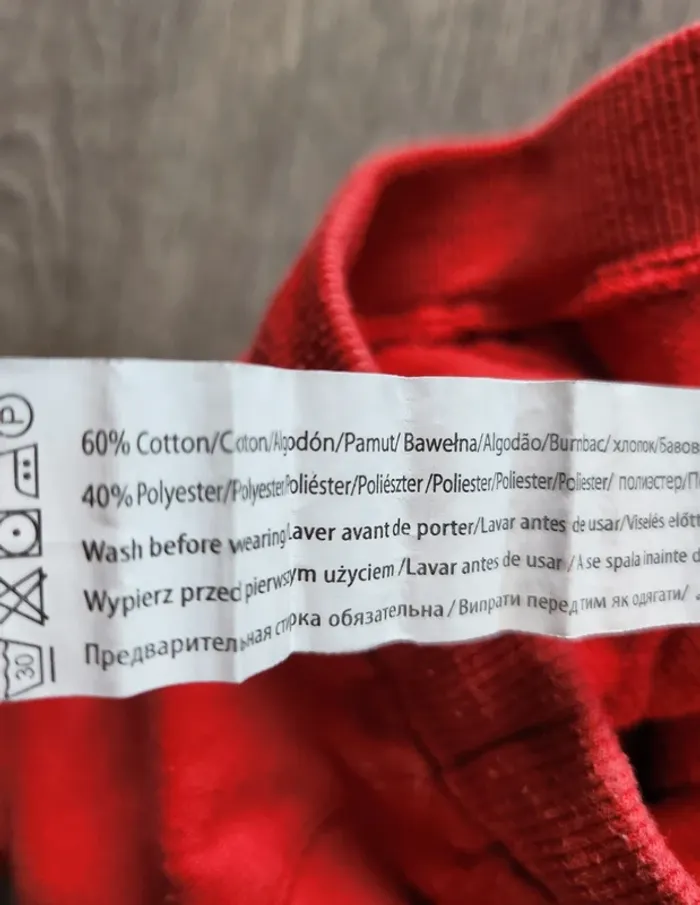 60% Cotton/Coton/Algodón/Pamut/ Bawełna/Algodão/Bumbac/ хлопок/Бавов
40% Polyester/Polyester/Poliéster/Poliészter /Poliester/Poliester/Poliester/ полиэстер/П
Wash before wearing/Laver avant de porter/Lavar antes de usar/Viselés előtt
Wypierz przed pierwszym użyciem /Lavar antes de usar /A se spala inainte d
Предварительная стирка обязательна / Випрати перед тим як одягати/
P
30